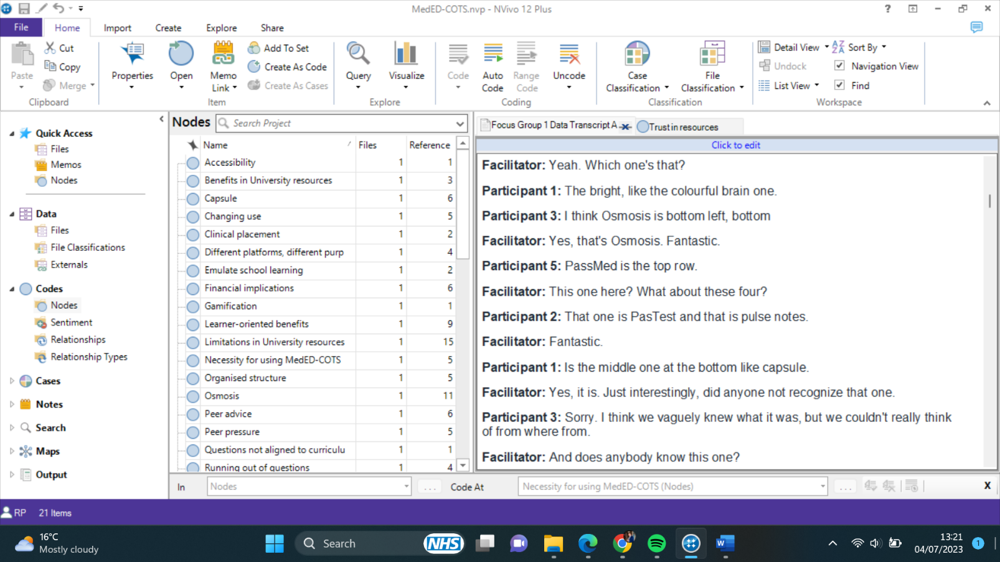 MedED-COTS.nvp - NVivo 12 Plus
File Home Import Create Explore Share
Paste
Cut
Copy
Merge
Clipboard
Properties
Open
Memo Link
Add To Set
Create As Code
Create As Cases
Item
Query
Visualize
Explore
Code
Auto Code
Range Code
Uncode
Coding
Case Classification
File Classification
Classification
Detail View
Undock
List View
Sort By
Navigation View
Find
Workspace
Quick Access
Files
Memos
Nodes
Data
Files
File Classifications
Externals
Codes
Nodes
Sentiment
Relationships
Relationship Types
Cases
Notes
Search
Maps
Output
Nodes Search Project
Name Files Reference
Accessibility 1 1
Benefits in University resources 1 3
Capsule 1 6
Changing use 1 5
Clinical placement 1 2
Different platforms, different purp 1 4
Emulate school learning 1 2
Financial implications 1 6
Gamification 1 1
Learner-oriented benefits 1 9
Limitations in University resources 1 15
Necessity for using MedED-COTS 1 5
Organised structure 1 5
Osmosis 1 11
Peer advice 1 6
Peer pressure 1 5
Questions not aligned to curriculu 1 1
Running out of questions 1 4
Focus Group 1 Data Transcript A Trust in resources
Click to edit
Facilitator: Yeah. Which one's that?
Participant 1: The bright, like the colourful brain one.
Participant 3: I think Osmosis is bottom left, bottom
Facilitator: Yes, that's Osmosis. Fantastic.
Participant 5: PassMed is the top row.
Facilitator: This one here? What about these four?
Participant 2: That one is PasTest and that is pulse notes.
Facilitator: Fantastic.
Participant 1: Is the middle one at the bottom like capsule.
Facilitator: Yes, it is. Just interestingly, did anyone not recognize that one.
Participant 3: Sorry. I think we vaguely knew what it was, but we couldn't really think
of from where from.
Facilitator: And does anybody know this one?
In Nodes ... Code At Necessity for using MedED-COTS (Nodes) ... X
RP 21 Items
16°C
Mostly cloudy
Search NHS
W
13:21
04/07/2023
1